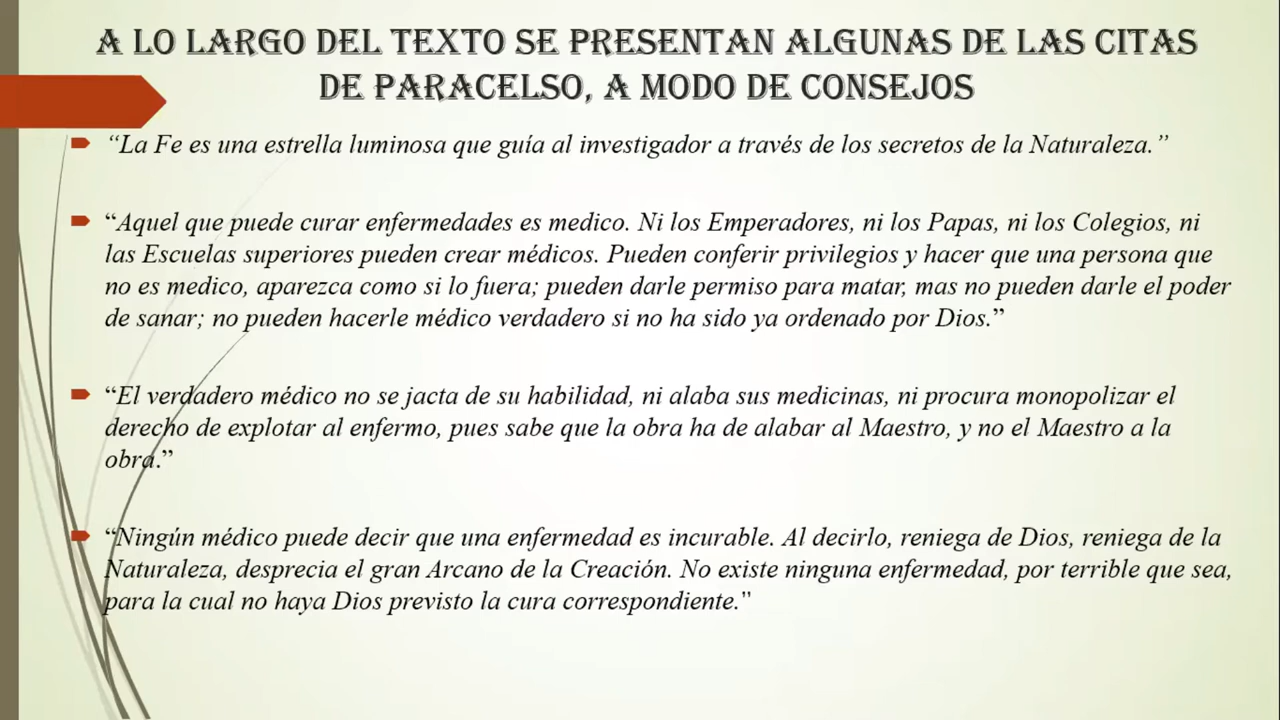 A LO LARGO DEL TEXTO SE PRESENTAN ALGUNAS DE LAS CITAS
DE PARACELSO, A MODO DE CONSEJOS
“La Fe es una estrella luminosa que guía al investigador a través de los secretos de la Naturaleza.”
“Aquel que puede curar enfermedades es medico. Ni los Emperadores, ni los Papas, ni los Colegios, ni
las Escuelas superiores pueden crear médicos. Pueden conferir privilegios y hacer que una persona que
no es medico, aparezca como si lo fuera; pueden darle permiso para matar, mas no pueden darle el poder
de sanar; no pueden hacerle médico verdadero si no ha sido ya ordenado por Dios.”
“El verdadero médico no se jacta de su habilidad, ni alaba sus medicinas, ni procura monopolizar el
derecho de explotar al enfermo, pues sabe que la obra ha de alabar al Maestro, y no el Maestro a la
obra.”
“Ningún médico puede decir que una enfermedad es incurable. Al decirlo, reniega de Dios, reniega de la
Naturaleza, desprecia el gran Arcano de la Creación. No existe ninguna enfermedad, por terrible que sea,
para la cual no haya Dios previsto la cura correspondiente.”